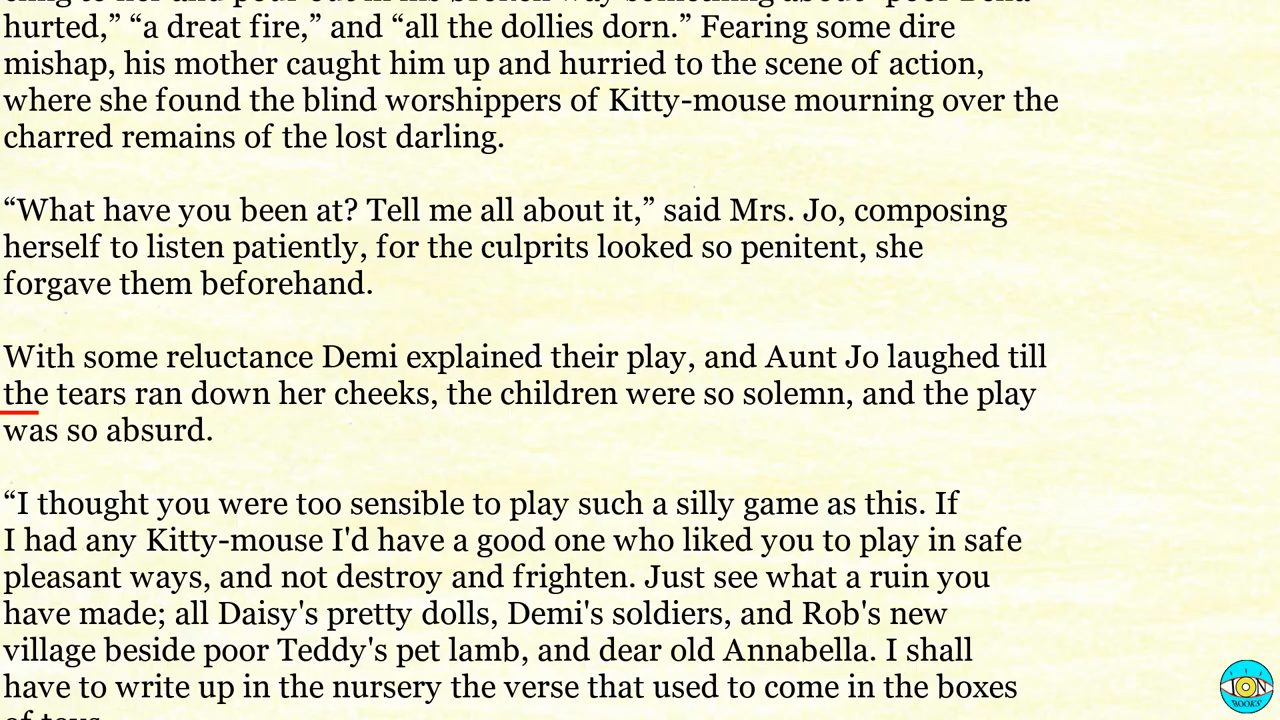 hurted,” “a dreat fire,” and “all the dollies dorn.” Fearing some dire
mishap, his mother caught him up and hurried to the scene of action,
where she found the blind worshippers of Kitty-mouse mourning over the
charred remains of the lost darling.
“What have you been at? Tell me all about it,” said Mrs. Jo, composing
herself to listen patiently, for the culprits looked so penitent, she
forgave them beforehand.
With some reluctance Demi explained their play, and Aunt Jo laughed till
the tears ran down her cheeks, the children were so solemn, and the play
was so absurd.
“I thought you were too sensible to play such a silly game as this. If
I had any Kitty-mouse I'd have a good one who liked you to play in safe
pleasant ways, and not destroy and frighten. Just see what a ruin you
have made; all Daisy's pretty dolls, Demi's soldiers, and Rob's new
village beside poor Teddy's pet lamb, and dear old Annabella. I shall
have to write up in the nursery the verse that used to come in the boxes
ION
BOOKS